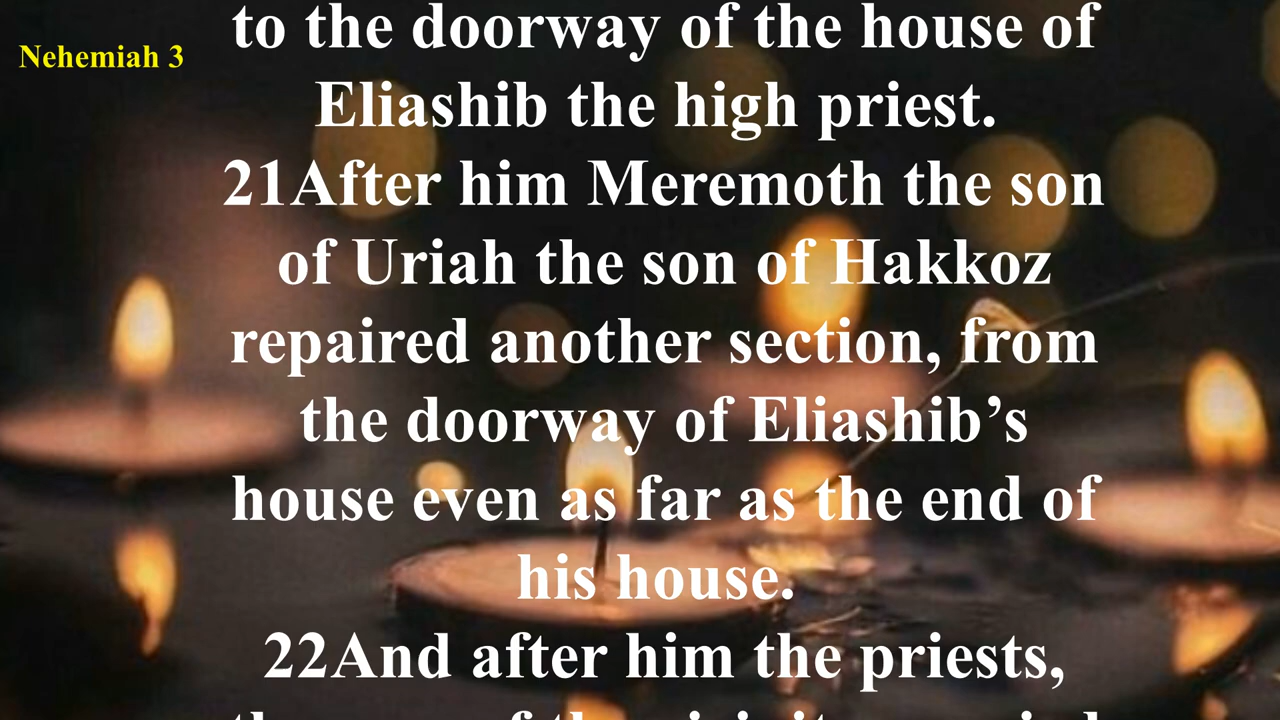 Nehemiah 3
to the doorway of the house of
Eliashib the high priest.
21After him Meremoth the son
of Uriah the son of Hakkoz
repaired another section, from
the doorway of Eliashib’s
house even as far as the end of
his house.
22And after him the priests,